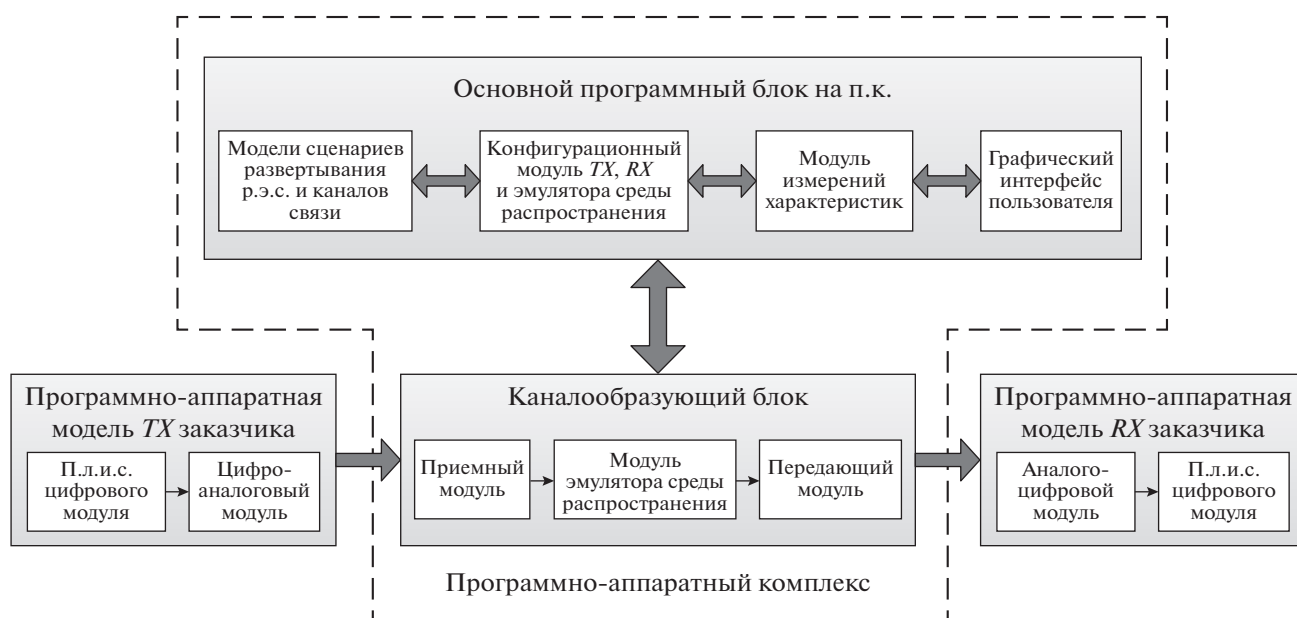 Основной программный блок на п.к.
Модели сценариев
развертывания
р.э.с. и каналов
связи
Конфигурационный
модуль TX, RX
и эмулятора среды
распространения
Модуль
измерений
характеристик
Графический
интерфейс
пользователя
Программно-аппаратная
модель TX заказчика
П.л.и.с.
цифрового
модуля
Цифро-
аналоговый
модуль
Каналообразующий блок
Приемный
модуль
Модуль
эмулятора среды
распространения
Передающий
модуль
Программно-аппаратная
модель RX заказчика
Аналого-
цифровой
модуль
П.л.и.с.
цифрового
модуля
Программно-аппаратный комплекс